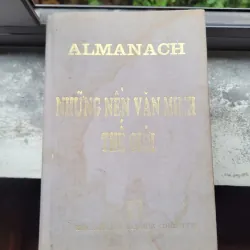 ALMANACH
NHỮNG NỀN VĂN MINH
THẾ GIỚI